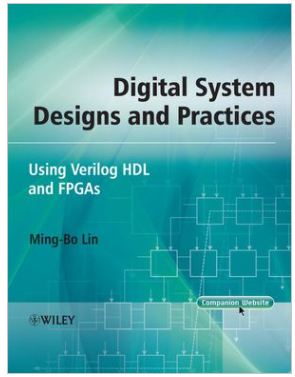 Digital System
Designs and Practices
Using Verilog HDL
and FPGAs
Ming-Bo Lin
Companion Website
WILEY